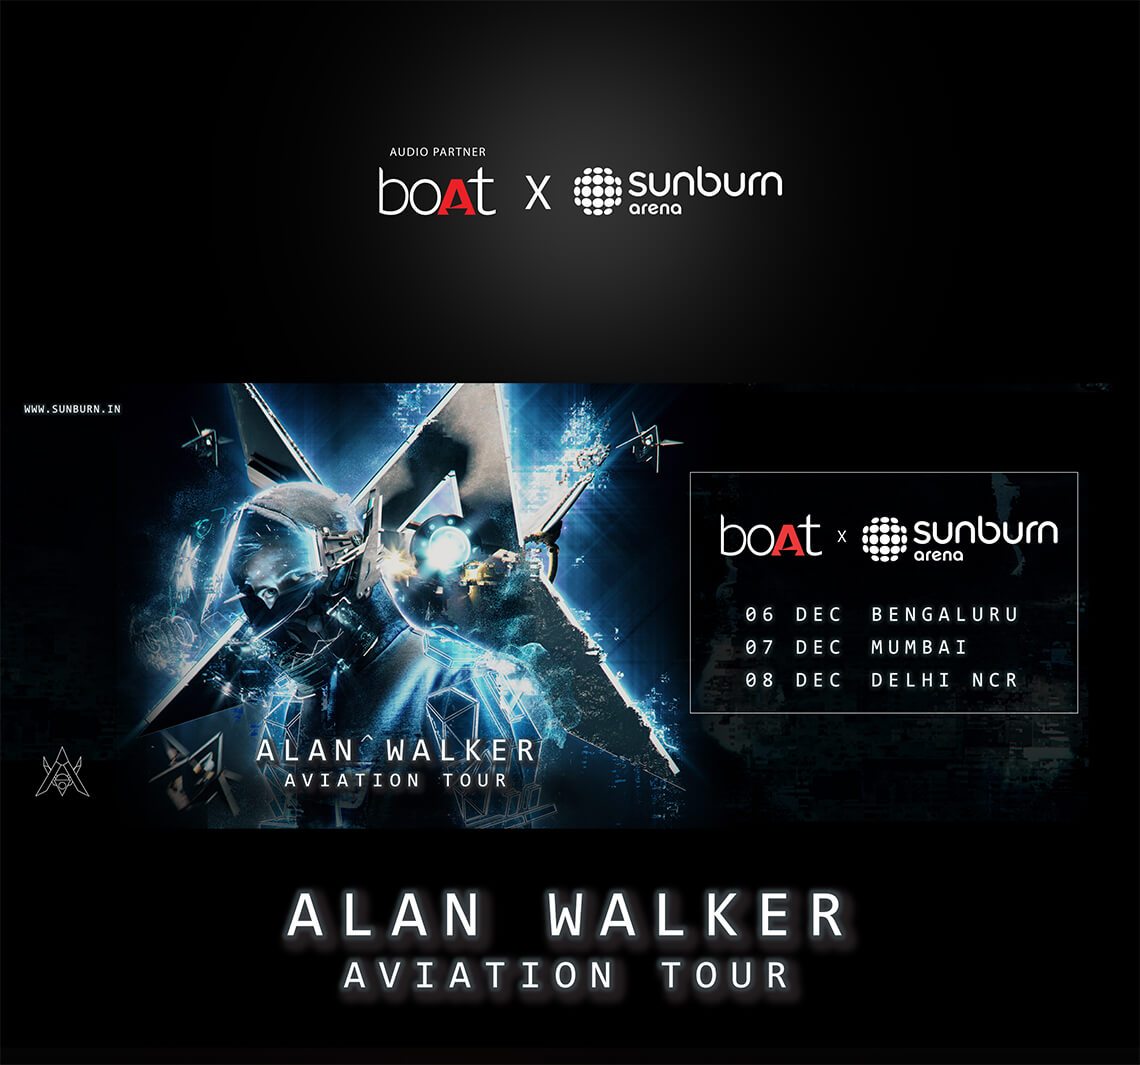 AUDIO PARTNER
boAt X sunburn
arena
WWW.SUNBURN.IN
boAt x sunburn
arena
06 DEC BENGALURU
07 DEC MUMBAI
08 DEC DELHI NCR
ALAN WALKER
AVIATION TOUR
ALAN WALKER
AVIATION TOUR